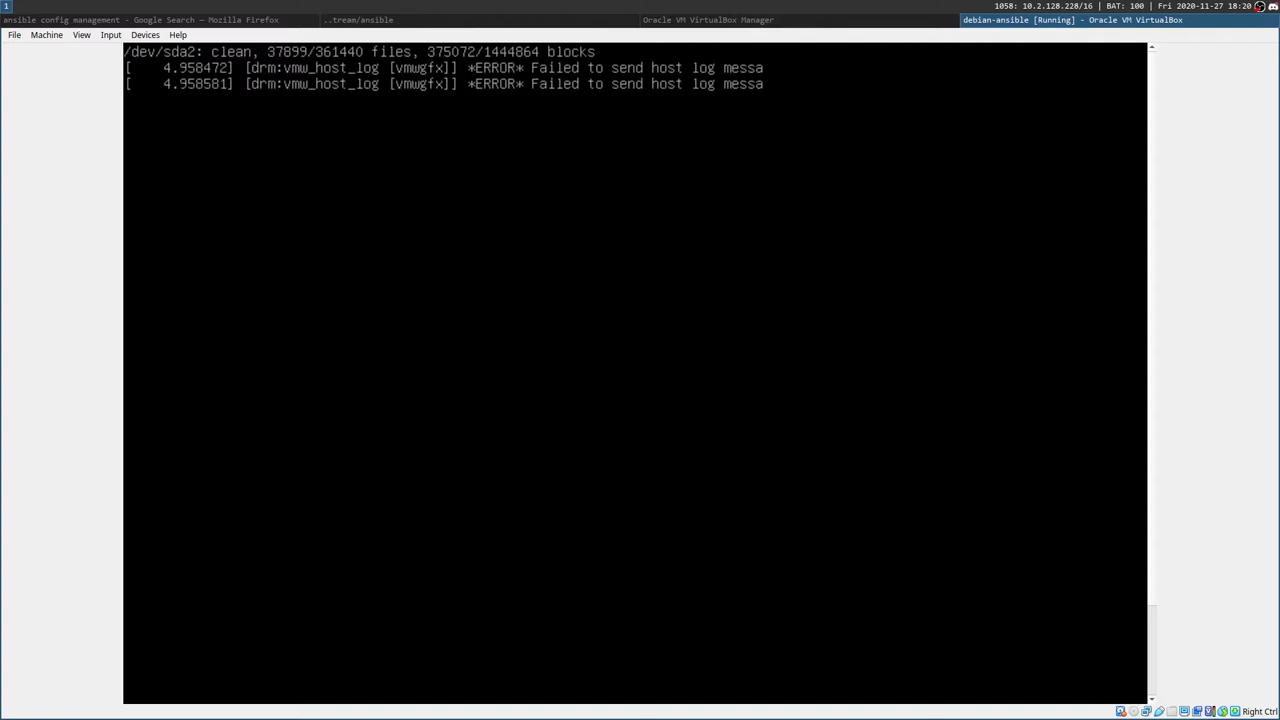 1
1058: 10.2.128.228/16 | BAT: 100 | Fri 2020-11-27 18:20
ansible config management - Google Search — Mozilla Firefox
..tream/ansible
Oracle VM VirtualBox Manager
debian-ansible [Running] - Oracle VM VirtualBox
File Machine View Input Devices Help
/dev/sda2: clean, 37899/361440 files, 375072/1444864 blocks
[    4.958472] [drm:vmw_host_log [vmwgfx]] *ERROR* Failed to send host log messa
[    4.958581] [drm:vmw_host_log [vmwgfx]] *ERROR* Failed to send host log messa
Right Ctrl